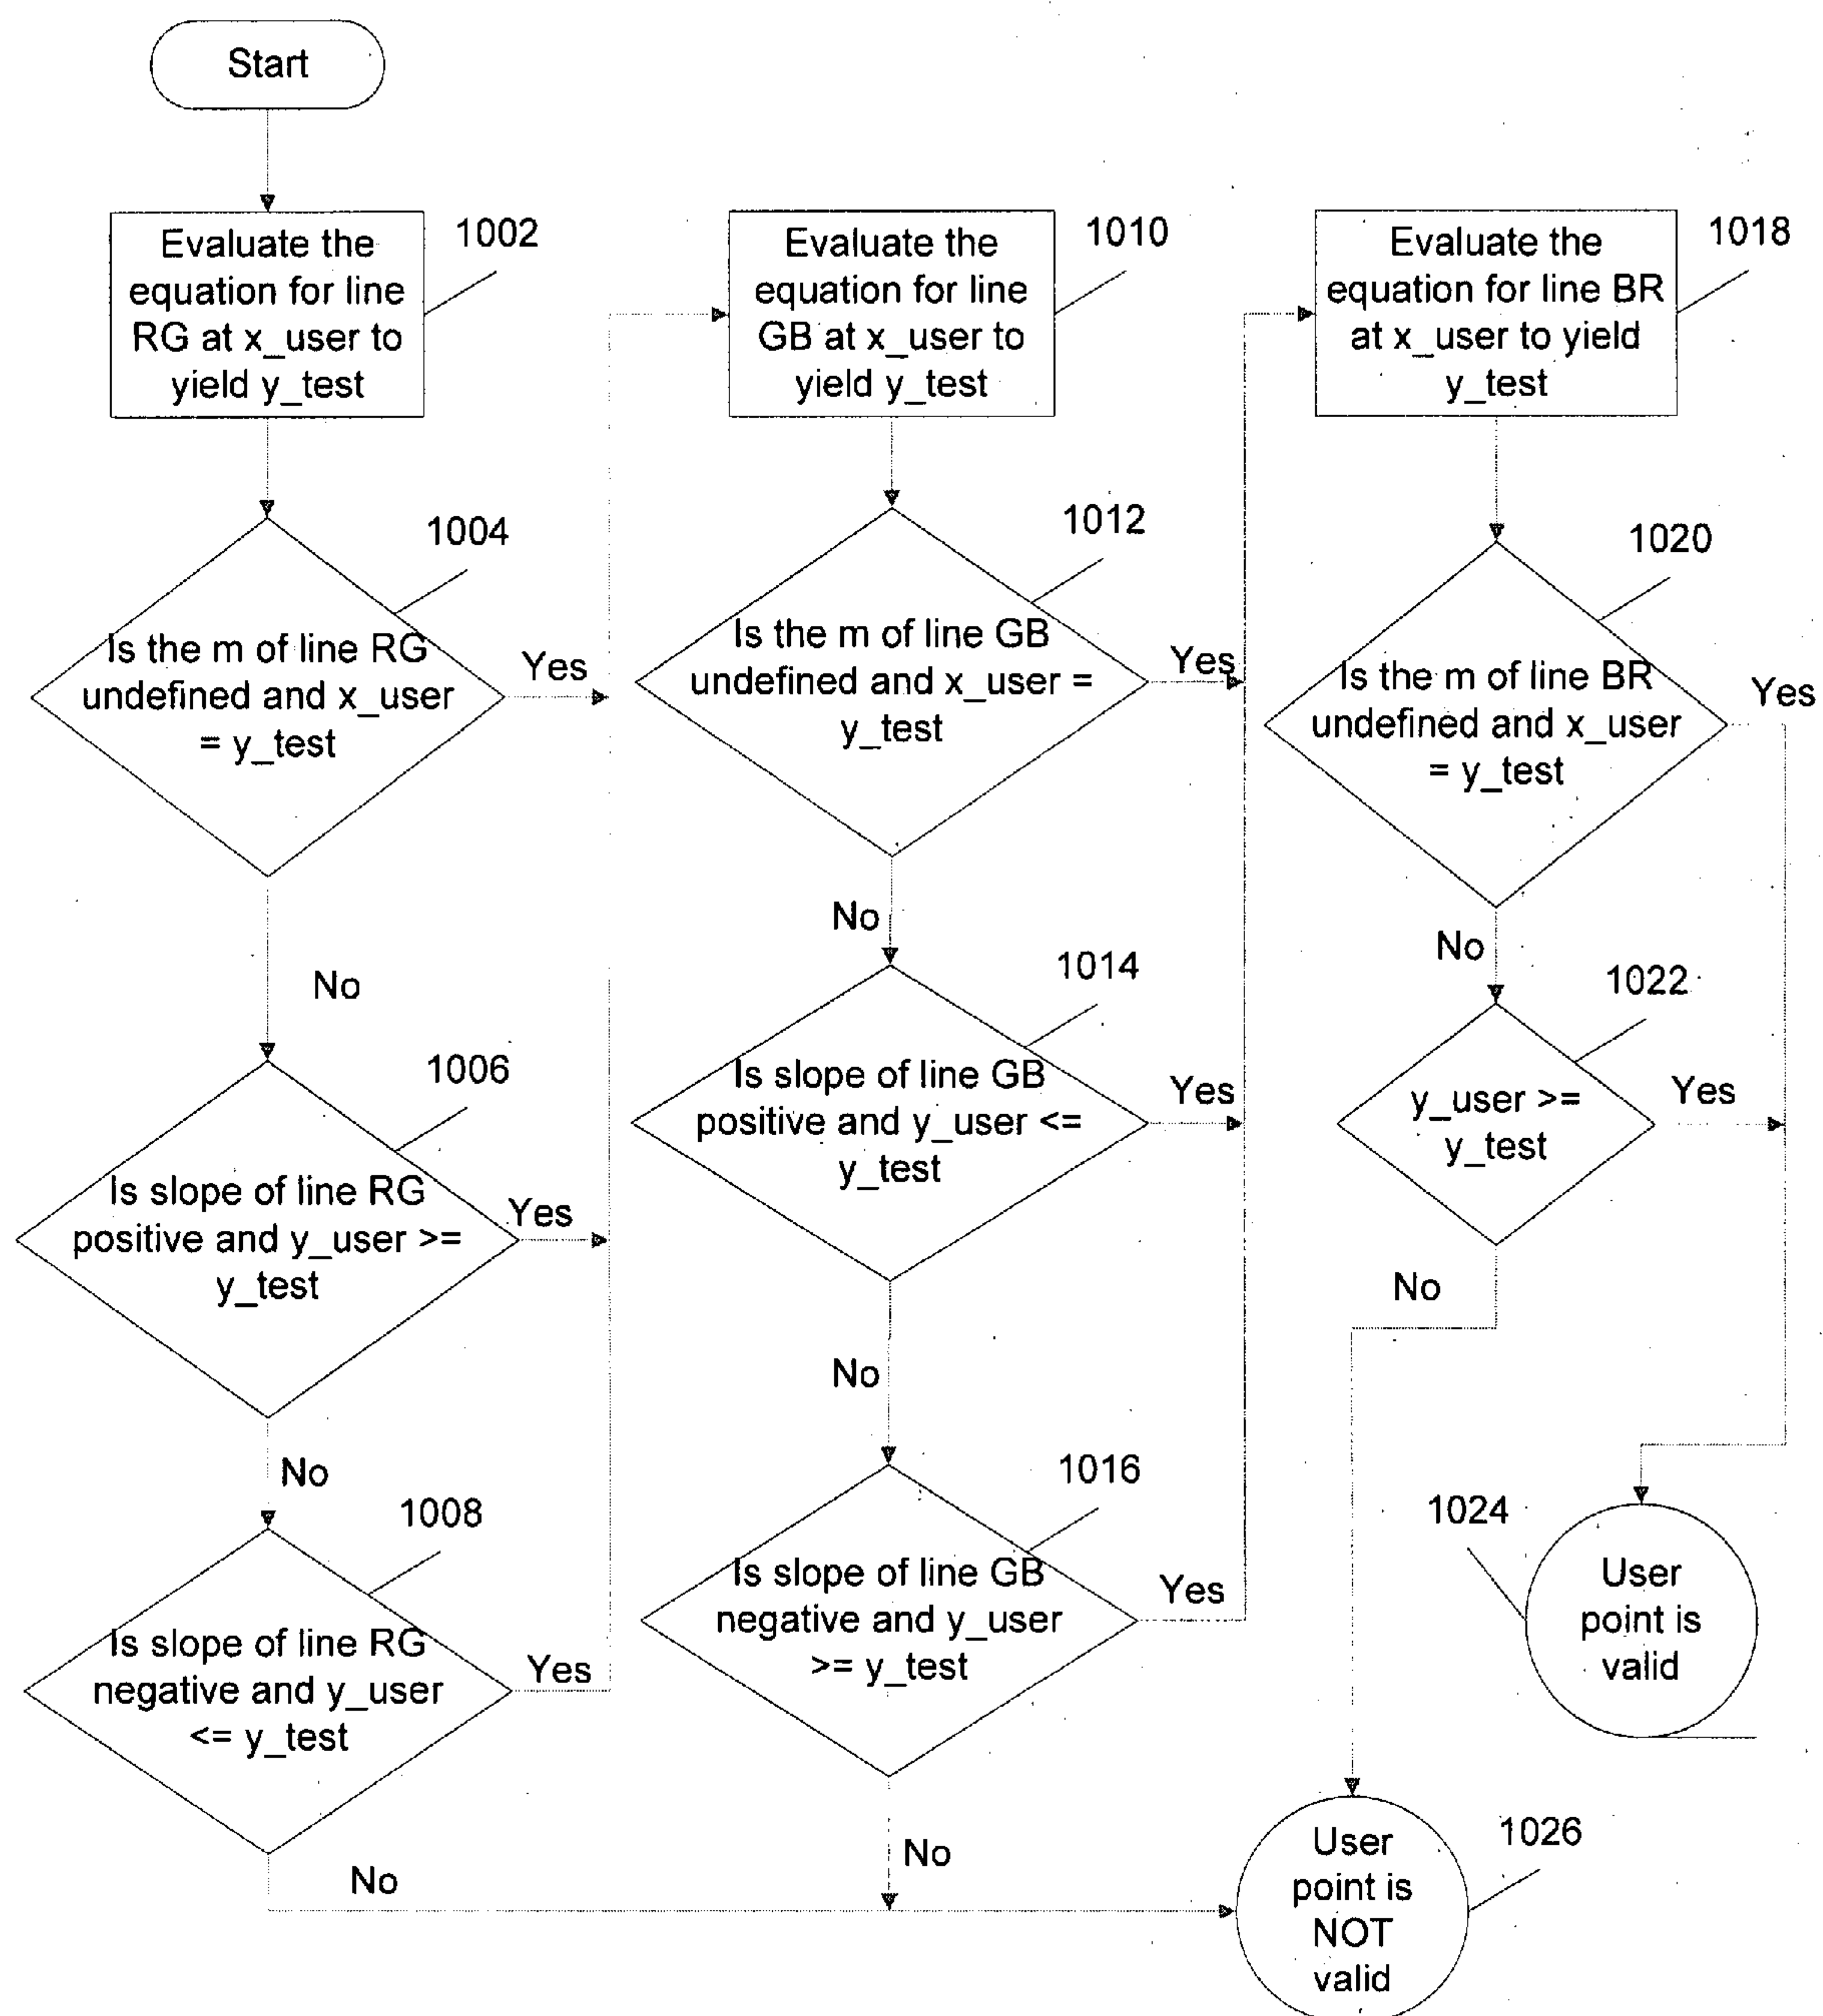 Start
Evaluate the
equation for line
RG at x_user to
yield y_test
1002
Is the m of line RG
undefined and x_user
= y_test
1004
Yes
No
Is slope of line RG
positive and y_user >=
y_test
1006
Yes
No
Is slope of line RG
negative and y_user
<= y_test
1008
Yes
No
Evaluate the
equation for line
GB at x_user to
yield y_test
1010
Is the m of line GB
undefined and x_user =
y_test
1012
Yes
No
Is slope of line GB
positive and y_user <=
y_test
1014
Yes
No
Is slope of line GB
negative and y_user
>= y_test
1016
Yes
No
Evaluate the
equation for line BR
at x_user to yield
y_test
1018
Is the m of line BR
undefined and x_user
= y_test
1020
Yes
No
y_user >=
y_test
1022
Yes
No
1024
User
point is
valid
User
point is
NOT
valid
1026